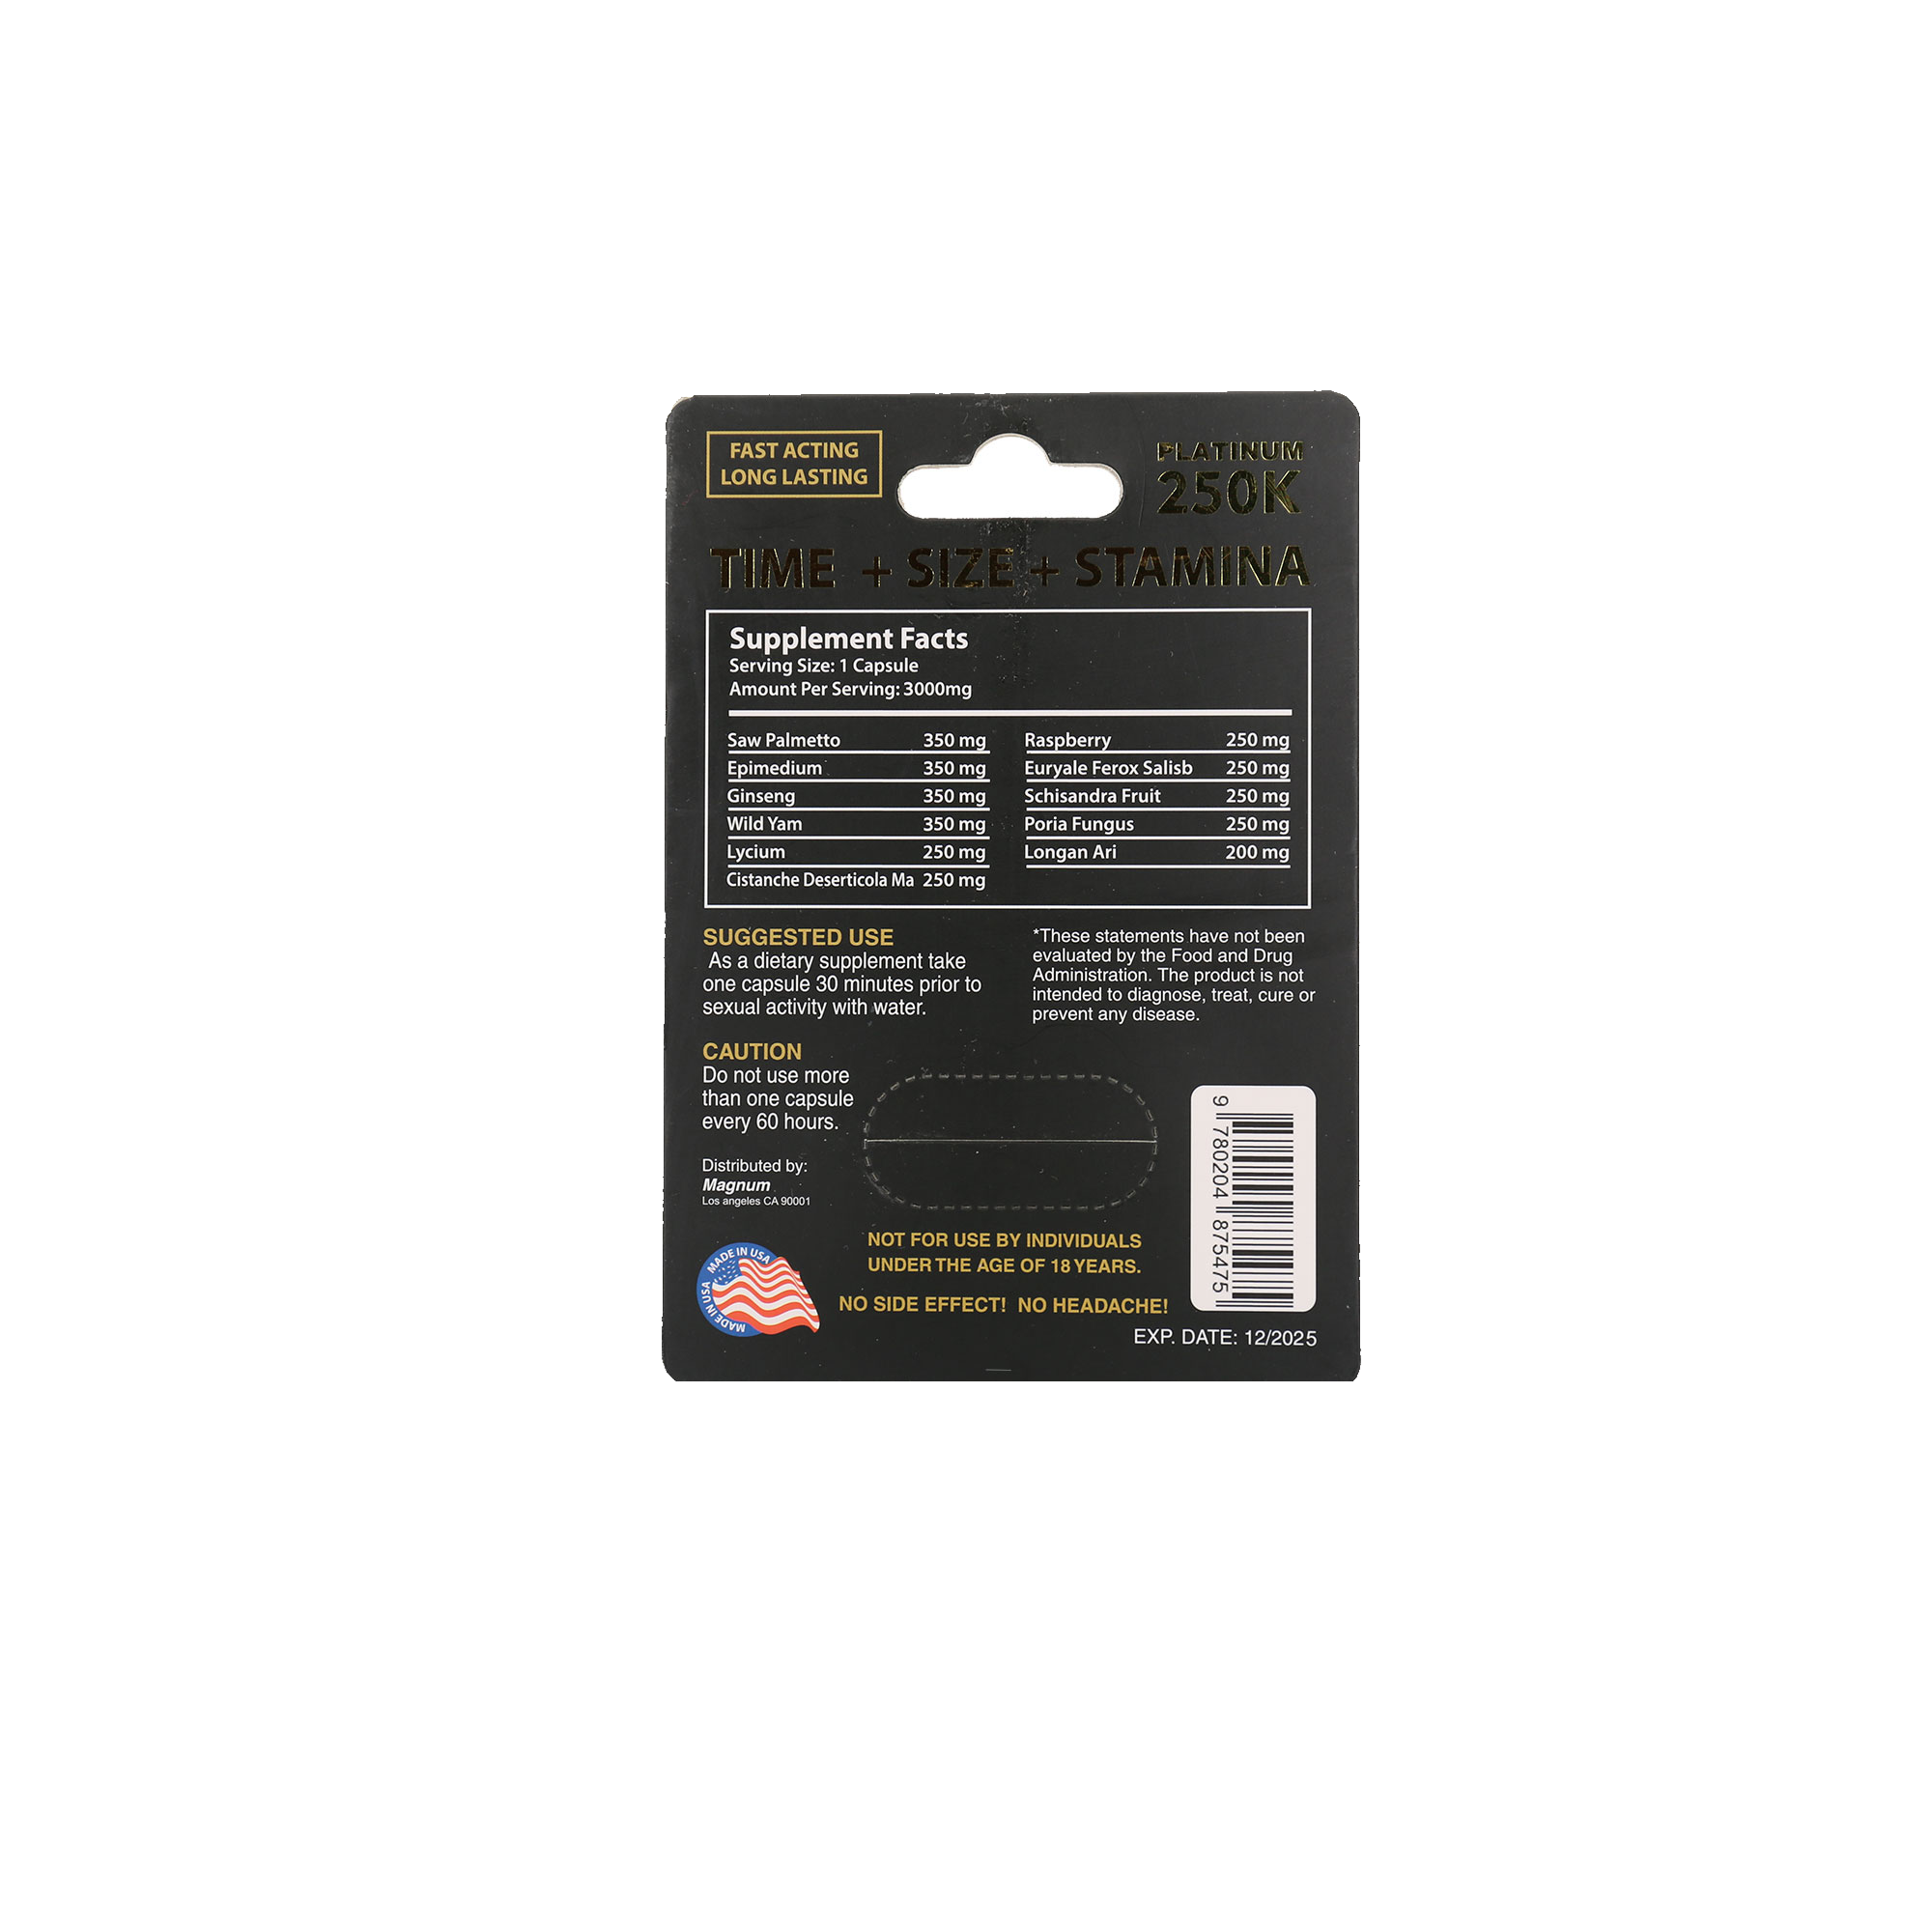 FAST ACTING
LONG LASTING
PLATINUM
250K
TIME + SIZE + STAMINA
Supplement Facts
Serving Size: 1 Capsule
Amount Per Serving: 3000mg
Saw Palmetto 350 mg
Epimedium 350 mg
Ginseng 350 mg
Wild Yam 350 mg
Lycium 250 mg
Cistanche Deserticola Ma 250 mg
Raspberry 250 mg
Euryale Ferox Salisb 250 mg
Schisandra Fruit 250 mg
Poria Fungus 250 mg
Longan Ari 200 mg
SUGGESTED USE
As a dietary supplement take
one capsule 30 minutes prior to
sexual activity with water.
*These statements have not been
evaluated by the Food and Drug
Administration. The product is not
intended to diagnose, treat, cure or
prevent any disease.
CAUTION
Do not use more
than one capsule
every 60 hours.
Distributed by:
Magnum
Los angeles CA 90001
MADE IN USA
MADE IN USA
NOT FOR USE BY INDIVIDUALS
UNDER THE AGE OF 18 YEARS.
NO SIDE EFFECT! NO HEADACHE!
9 780204 875475
EXP. DATE: 12/2025